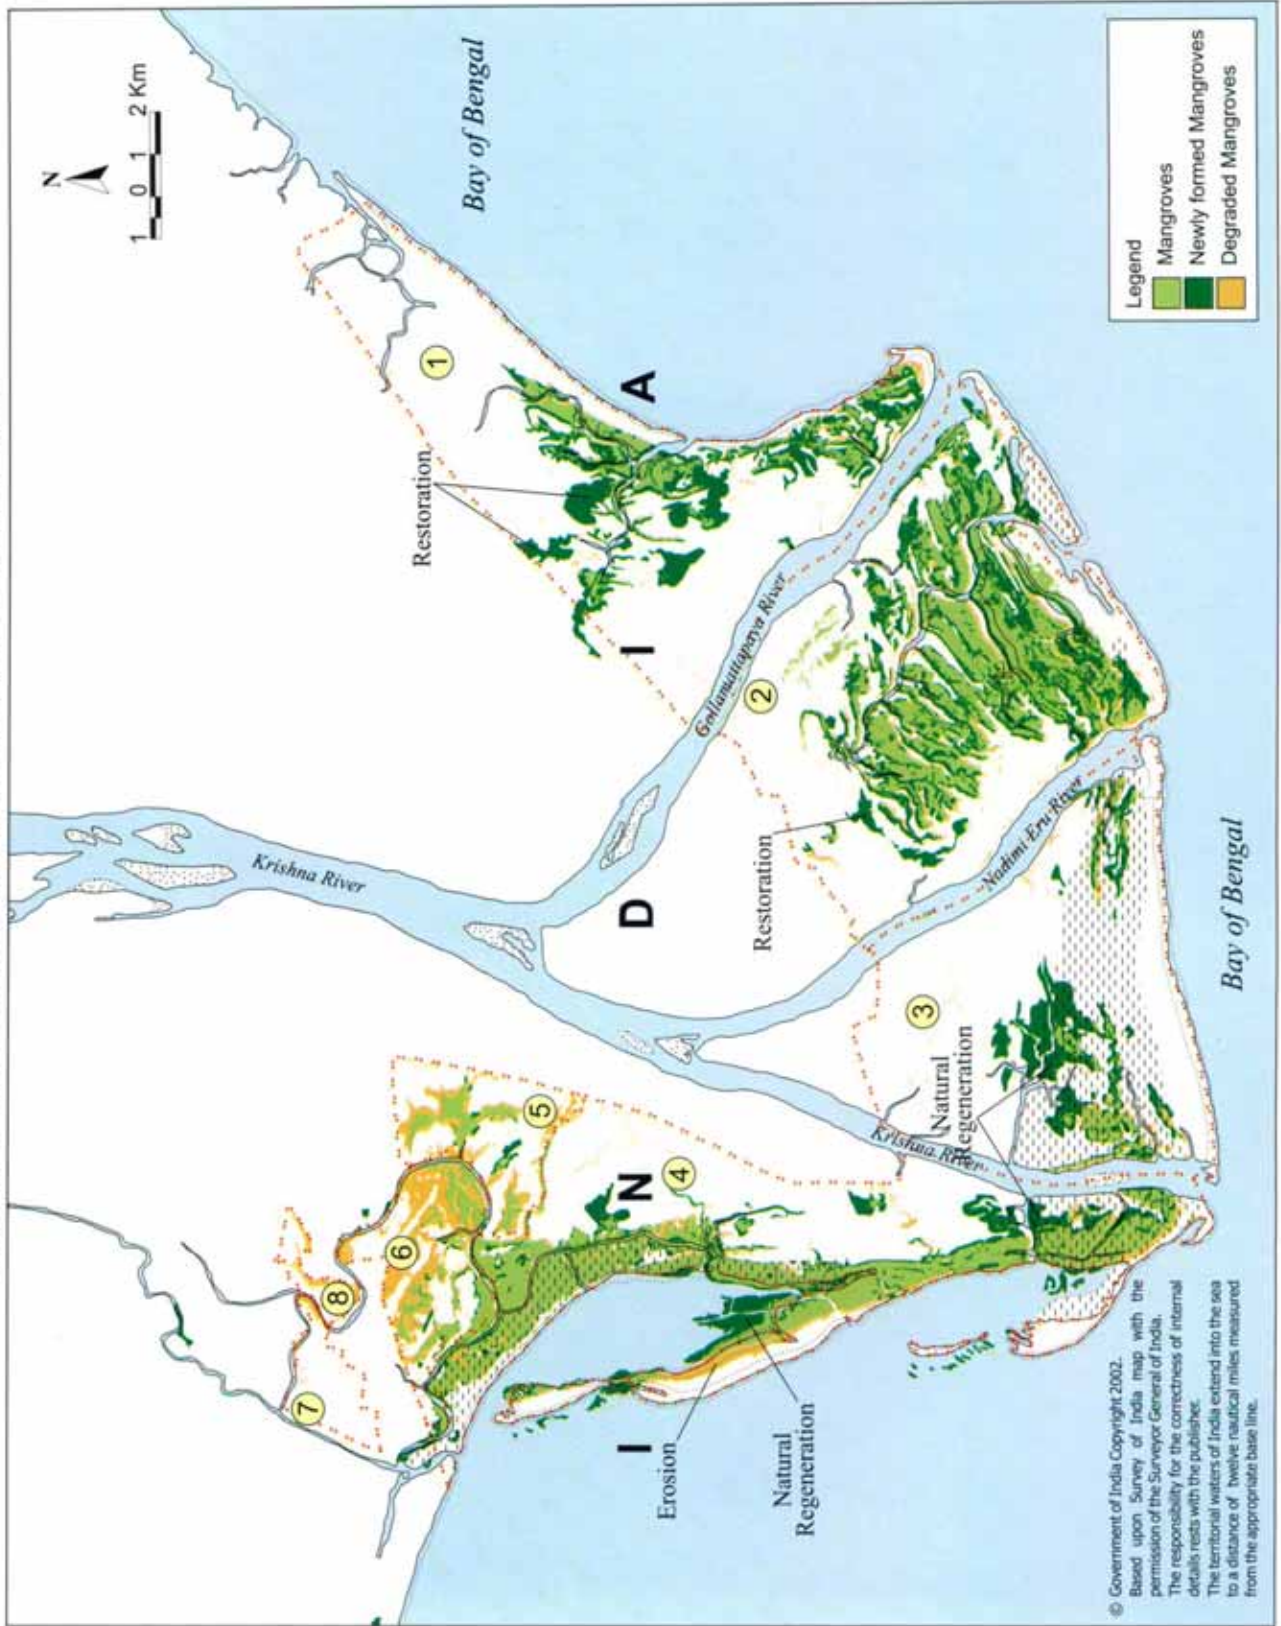 N
1 0 1 2 Km
Bay of Bengal
1
A
Restoration
I
Gollamattapaya River
2
Krishna River
D
Restoration
Nadimi Eru River
3
Natural
Regeneration
Krishna River
Bay of Bengal
5
4
N
6
8
7
I
Erosion
Natural
Regeneration
Legend
Mangroves
Newly formed Mangroves
Degraded Mangroves
© Government of India Copyright 2002.
Based upon Survey of India map with the
permission of the Surveyor General of India.
The responsibility for the correctness of internal
details rests with the publisher.
The territorial waters of India extend into the sea
to a distance of twelve nautical miles measured
from the appropriate base line.